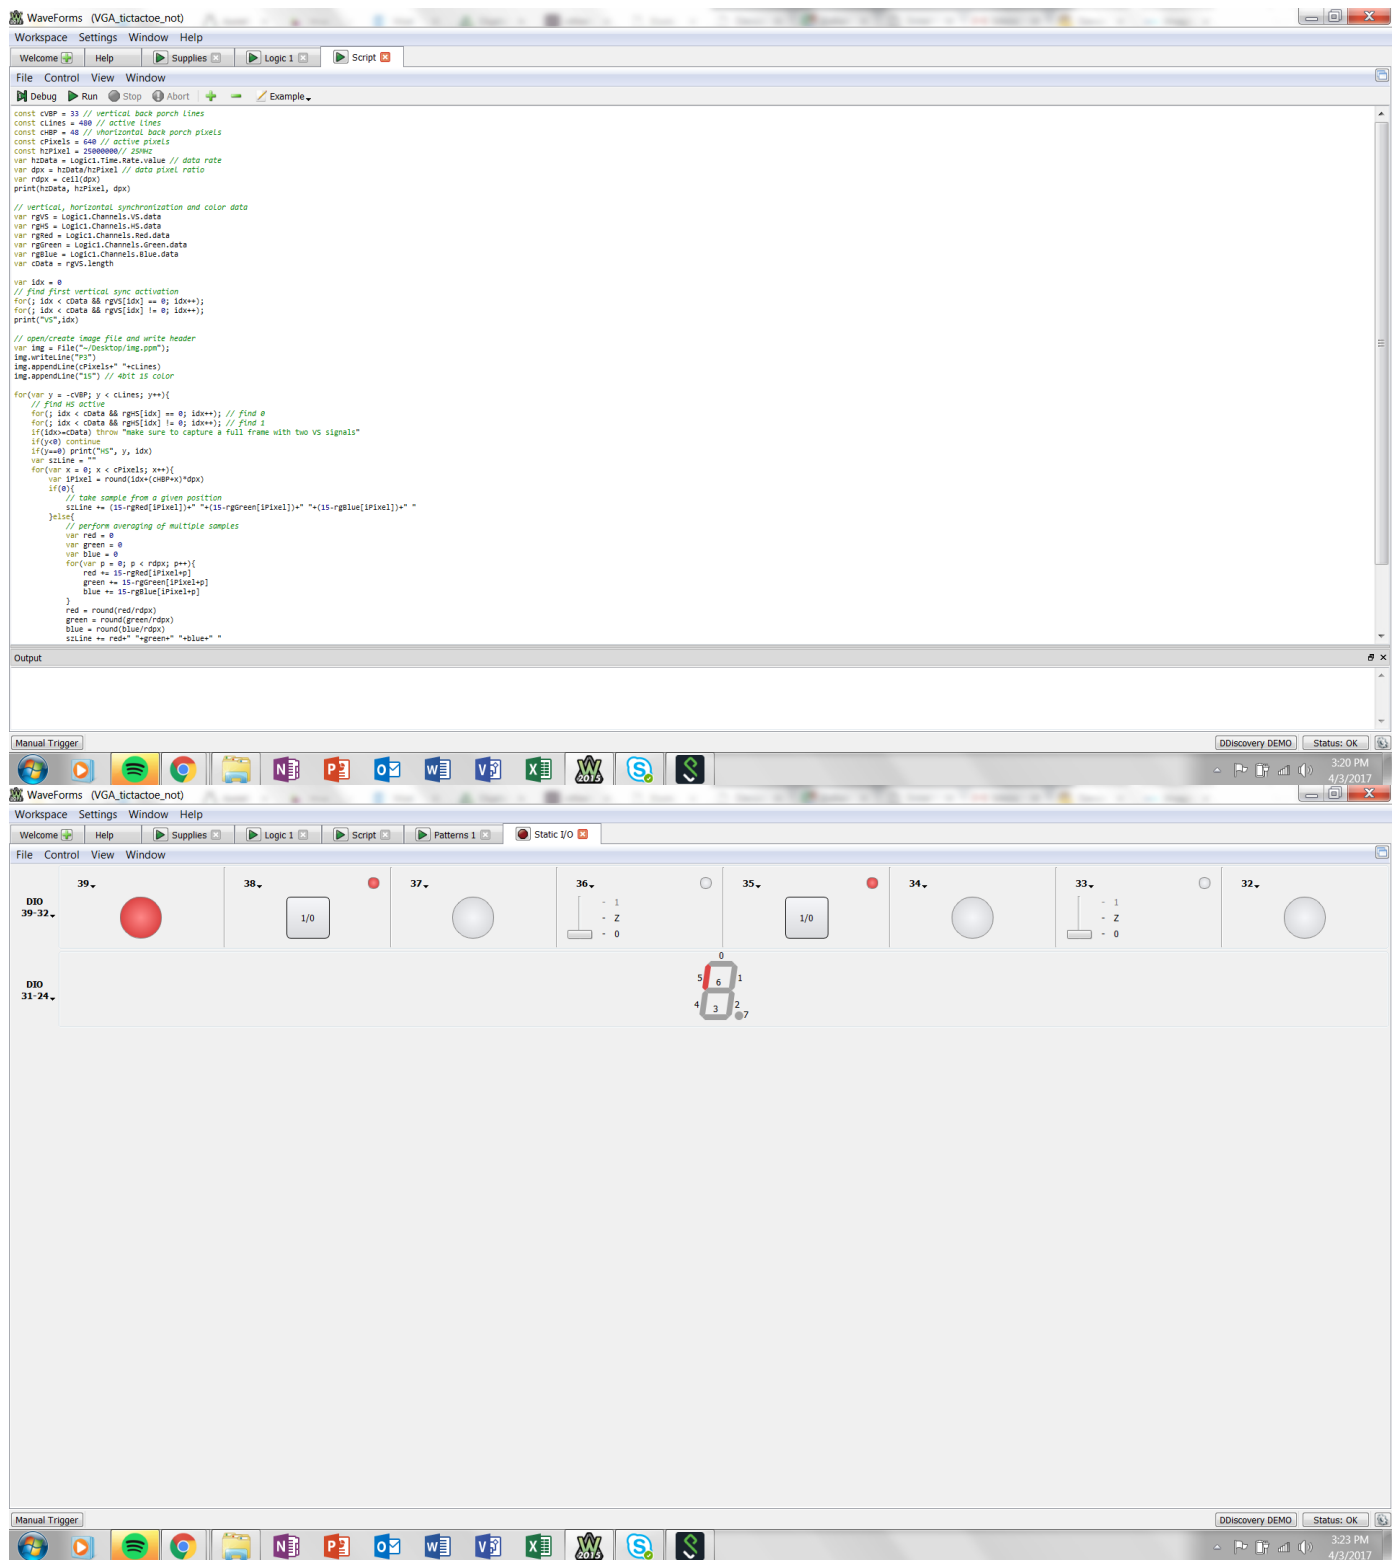 WaveForms (VGA_tictactoe_not)
Workspace Settings Window Help
Welcome Help Supplies Logic 1 Script
File Control View Window
Debug Run Stop Abort Example
const cVBP = 33 // vertical back porch lines
const cLines = 480 // active lines
const cHBP = 48 // vhorizontal back porch pixels
const cPixels = 640 // active pixels
const hzPixel = 25000000// 25MHz
var hzData = Logic1.Time.Rate.value // data rate
var dpx = hzData/hzPixel // data pixel ratio
var rdpx = ceil(dpx)
print(hzData, hzPixel, dpx)
// vertical, horizontal synchronization and color data
var rgVS = Logic1.Channels.VS.data
var rgHS = Logic1.Channels.HS.data
var rgRed = Logic1.Channels.Red.data
var rgGreen = Logic1.Channels.Green.data
var rgBlue = Logic1.Channels.Blue.data
var cData = rgVS.length
var idx = 0
// find first vertical sync activation
for(; idx < cData && rgVS[idx] == 0; idx++);
for(; idx < cData && rgVS[idx] != 0; idx++);
print("VS",idx)
// open/create image file and write header
var img = File("~/Desktop/img.ppm");
img.writeLine("P3")
img.appendLine(cPixels+" "+cLines)
img.appendLine("15") // 4bit 15 color
for(var y = -cVBP; y < cLines; y++){
// find HS active
for(; idx < cData && rgHS[idx] == 0; idx++); // find 0
for(; idx < cData && rgHS[idx] != 0; idx++); // find 1
if(idx>=cData) throw "make sure to capture a full frame with two VS signals"
if(y<0) continue
if(y==0) print("HS", y, idx)
var szLine = ""
for(var x = 0; x < cPixels; x++){
var iPixel = round(idx+(cHBP+x)*dpx)
if(0){
// take sample from a given position
szLine += (15-rgRed[iPixel])+" "+(15-rgGreen[iPixel])+" "+(15-rgBlue[iPixel])+" "
}else{
// perform averaging of multiple samples
var red = 0
var green = 0
var blue = 0
for(var p = 0; p < rdpx; p++){
red += 15-rgRed[iPixel+p]
green += 15-rgGreen[iPixel+p]
blue += 15-rgBlue[iPixel+p]
}
red = round(red/rdpx)
green = round(green/rdpx)
blue = round(blue/rdpx)
szLine += red+" "+green+" "+blue+" "
Output
Manual Trigger DDiscovery DEMO Status: OK
3:20 PM
4/3/2017
WaveForms (VGA_tictactoe_not)
Workspace Settings Window Help
Welcome Help Supplies Logic 1 Script Patterns 1 Static I/O
File Control View Window
39 38 37 36 35 34 33 32
DIO
39-32
1/0 1/0
1 1
Z Z
0 0
DIO
31-24
0
5 6 1
4 3 2
7
Manual Trigger DDiscovery DEMO Status: OK
3:23 PM
4/3/2017